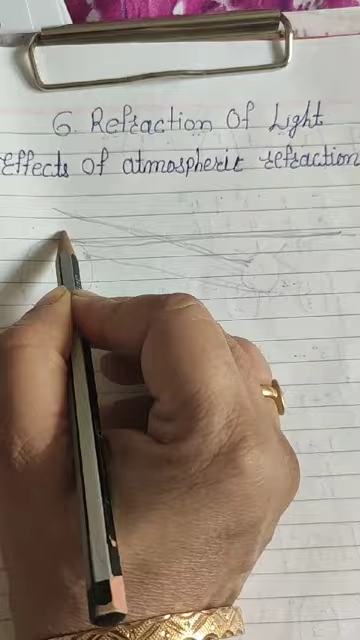 6. Refraction Of Light
effects of atmospheric refraction